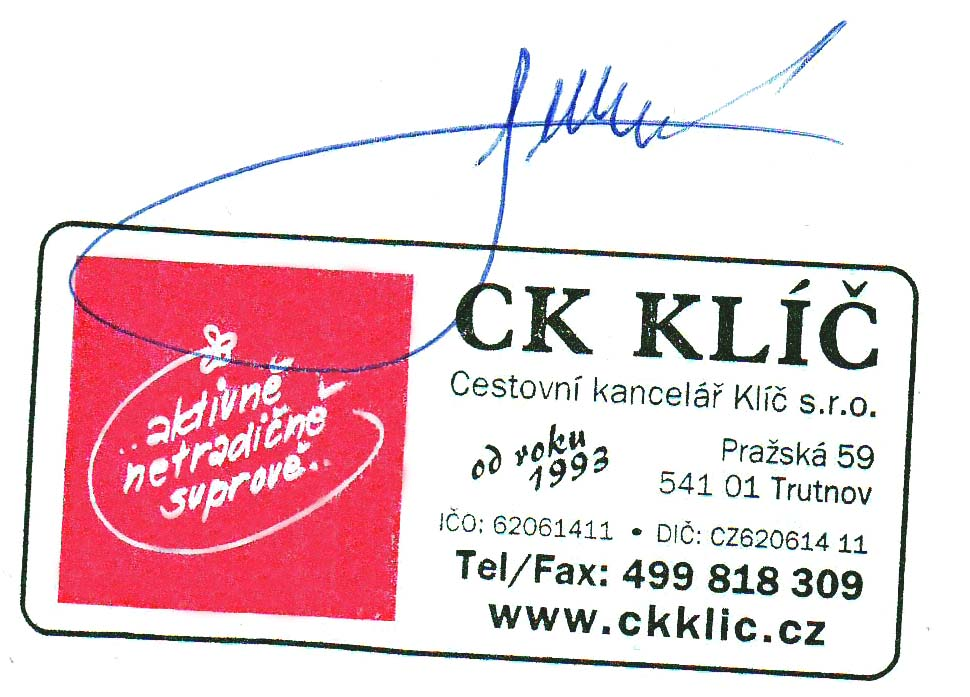 CK KLÍČ
Cestovní kancelář Klíč s.r.o.
..aktivně
netradičně
suprově..
od roku
1993
Pražská 59
541 01 Trutnov
IČO: 62061411 • DIČ: CZ620614 11
Tel/Fax: 499 818 309
www.ckklic.cz